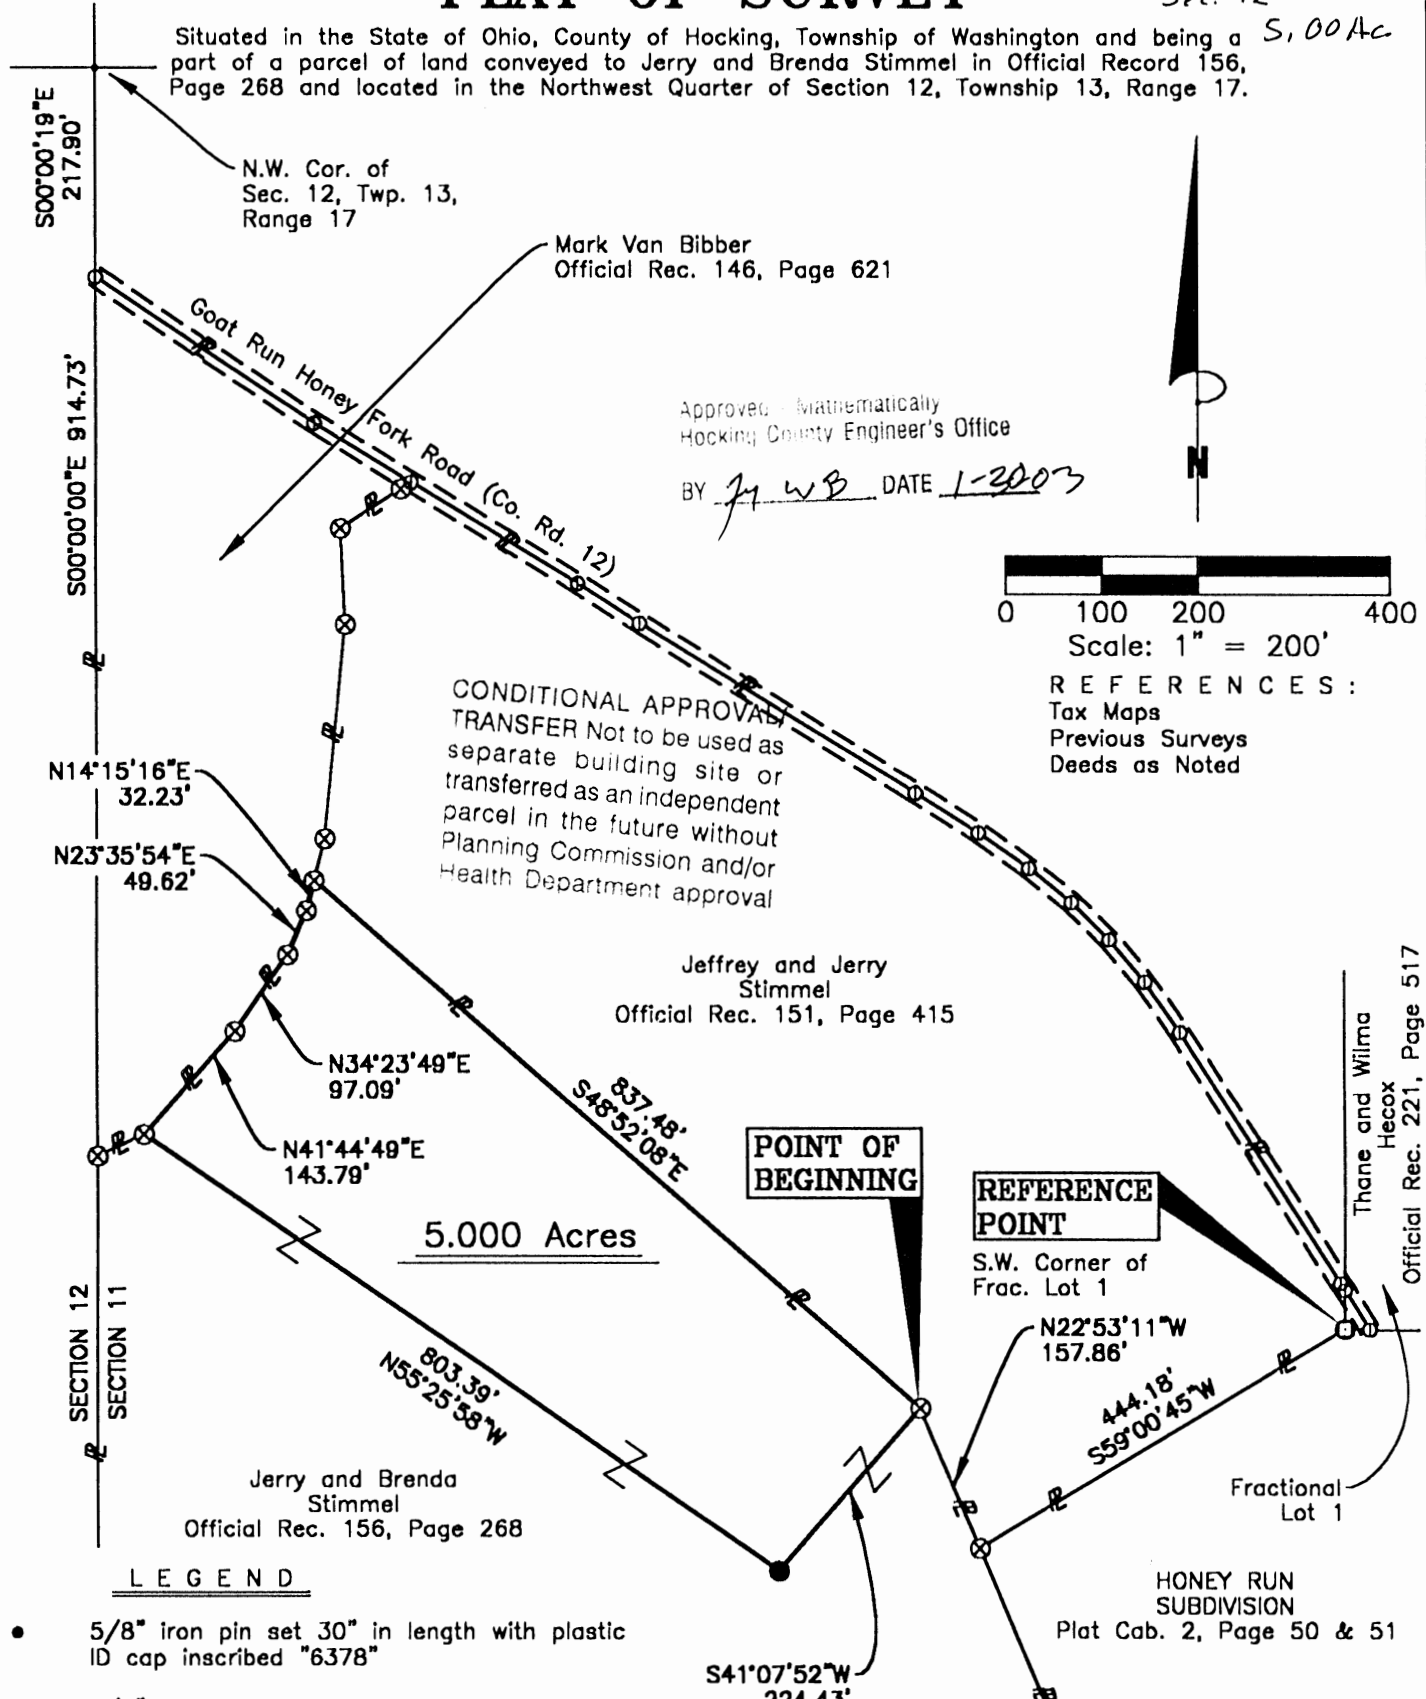 PLAT OF SURVEY
Sec. 12
5.00 Ac.
Situated in the State of Ohio, County of Hocking, Township of Washington and being a
part of a parcel of land conveyed to Jerry and Brenda Stimmel in Official Record 156,
Page 268 and located in the Northwest Quarter of Section 12, Township 13, Range 17.
S00°00'19"E
217.90'
N.W. Cor. of
Sec. 12, Twp. 13,
Range 17
Mark Van Bibber
Official Rec. 146, Page 621
Goat Run Honey Fork Road (Co. Rd. 12)
S00°00'00"E 914.73'
Approved - Mathematically
Hocking County Engineer's Office
BY WB DATE 1-2003
N
0 100 200 400
Scale: 1" = 200'
REFERENCES:
Tax Maps
Previous Surveys
Deeds as Noted
CONDITIONAL APPROVAL/
TRANSFER Not to be used as
separate building site or
transferred as an independent
parcel in the future without
Planning Commission and/or
Health Department approval
N14°15'16"E
32.23'
N23°35'54"E
49.62'
Jeffrey and Jerry
Stimmel
Official Rec. 151, Page 415
N34°23'49"E
97.09'
N41°44'49"E
143.79'
837.48'
S48°52'08"E
POINT OF
BEGINNING
REFERENCE
POINT
S.W. Corner of
Frac. Lot 1
Thane and Wilma
Hecox
Official Rec. 221, Page 517
5.000 Acres
SECTION 12
SECTION 11
N22°53'11"W
157.86'
803.39'
N55°25'58"W
444.18'
S59°00'45"W
Jerry and Brenda
Stimmel
Official Rec. 156, Page 268
Fractional
Lot 1
LEGEND
HONEY RUN
SUBDIVISION
Plat Cab. 2, Page 50 & 51
5/8" iron pin set 30" in length with plastic
ID cap inscribed "6378"
S41°07'52"W
224.43'